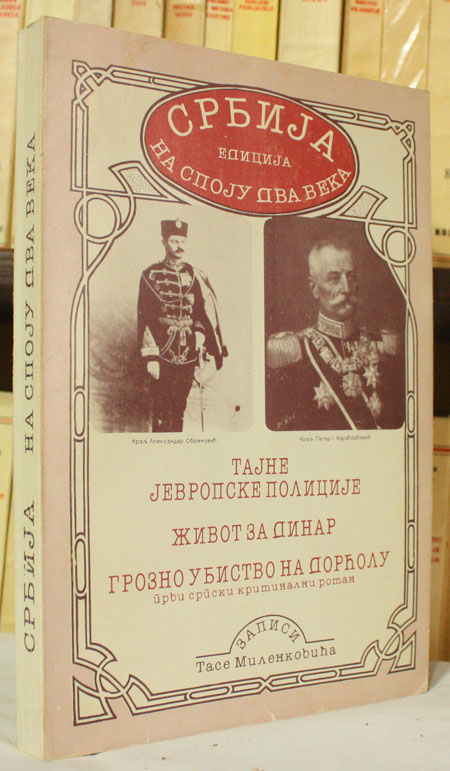 СРБИЈА НА СПОЈУ ДВА ВЕКА
СРБИЈА
ЕДИЦИЈА
НА СПОЈУ ДВА ВЕКА
Краљ Александар Обреновић
Краљ Петар I Карађорђевић
ТАЈНЕ
ЈЕВРОПСКЕ ПОЛИЦИЈЕ
ЖИВОТ ЗА ДИНАР
ГРОЗНО УБИСТВО НА ДОРЋОЛУ
први српски криминални роман
ЗАПИСИ
Тасе Миленковића